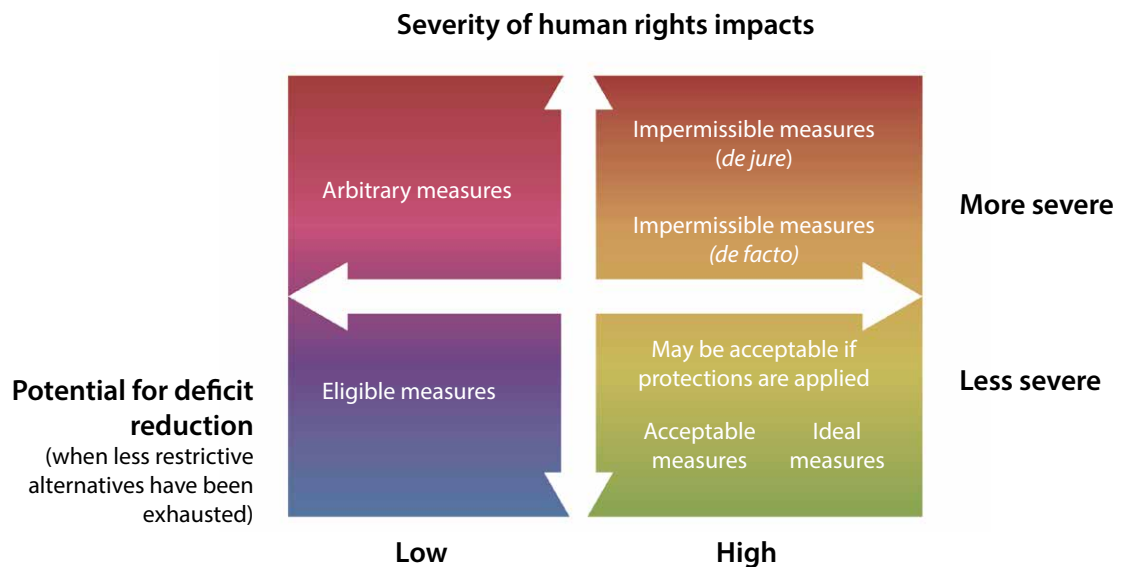 Severity of human rights impacts
Arbitrary measures
Impermissible measures
(de jure)
Impermissible measures
(de facto)
More severe
Eligible measures
May be acceptable if
protections are applied
Acceptable
measures
Ideal
measures
Less severe
Potential for deficit
reduction
(when less restrictive
alternatives have been
exhausted)
Low
High